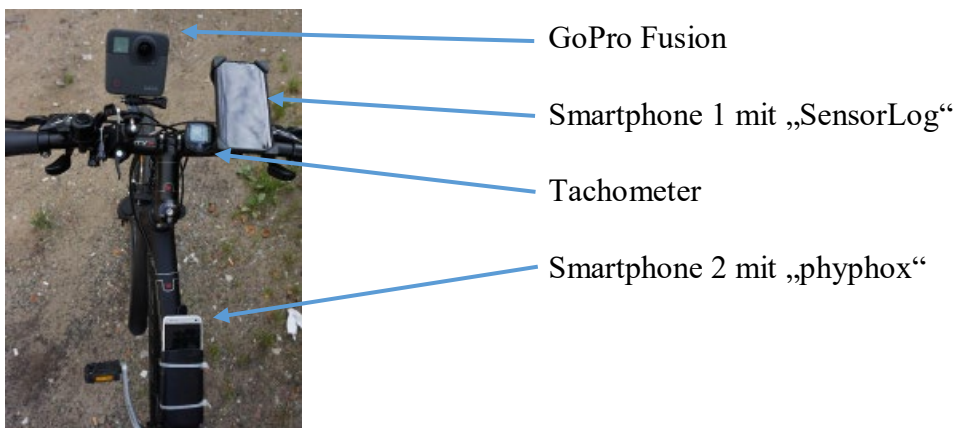 GoPro Fusion
Smartphone 1 mit „SensorLog“
Tachometer
Smartphone 2 mit „phyphox“